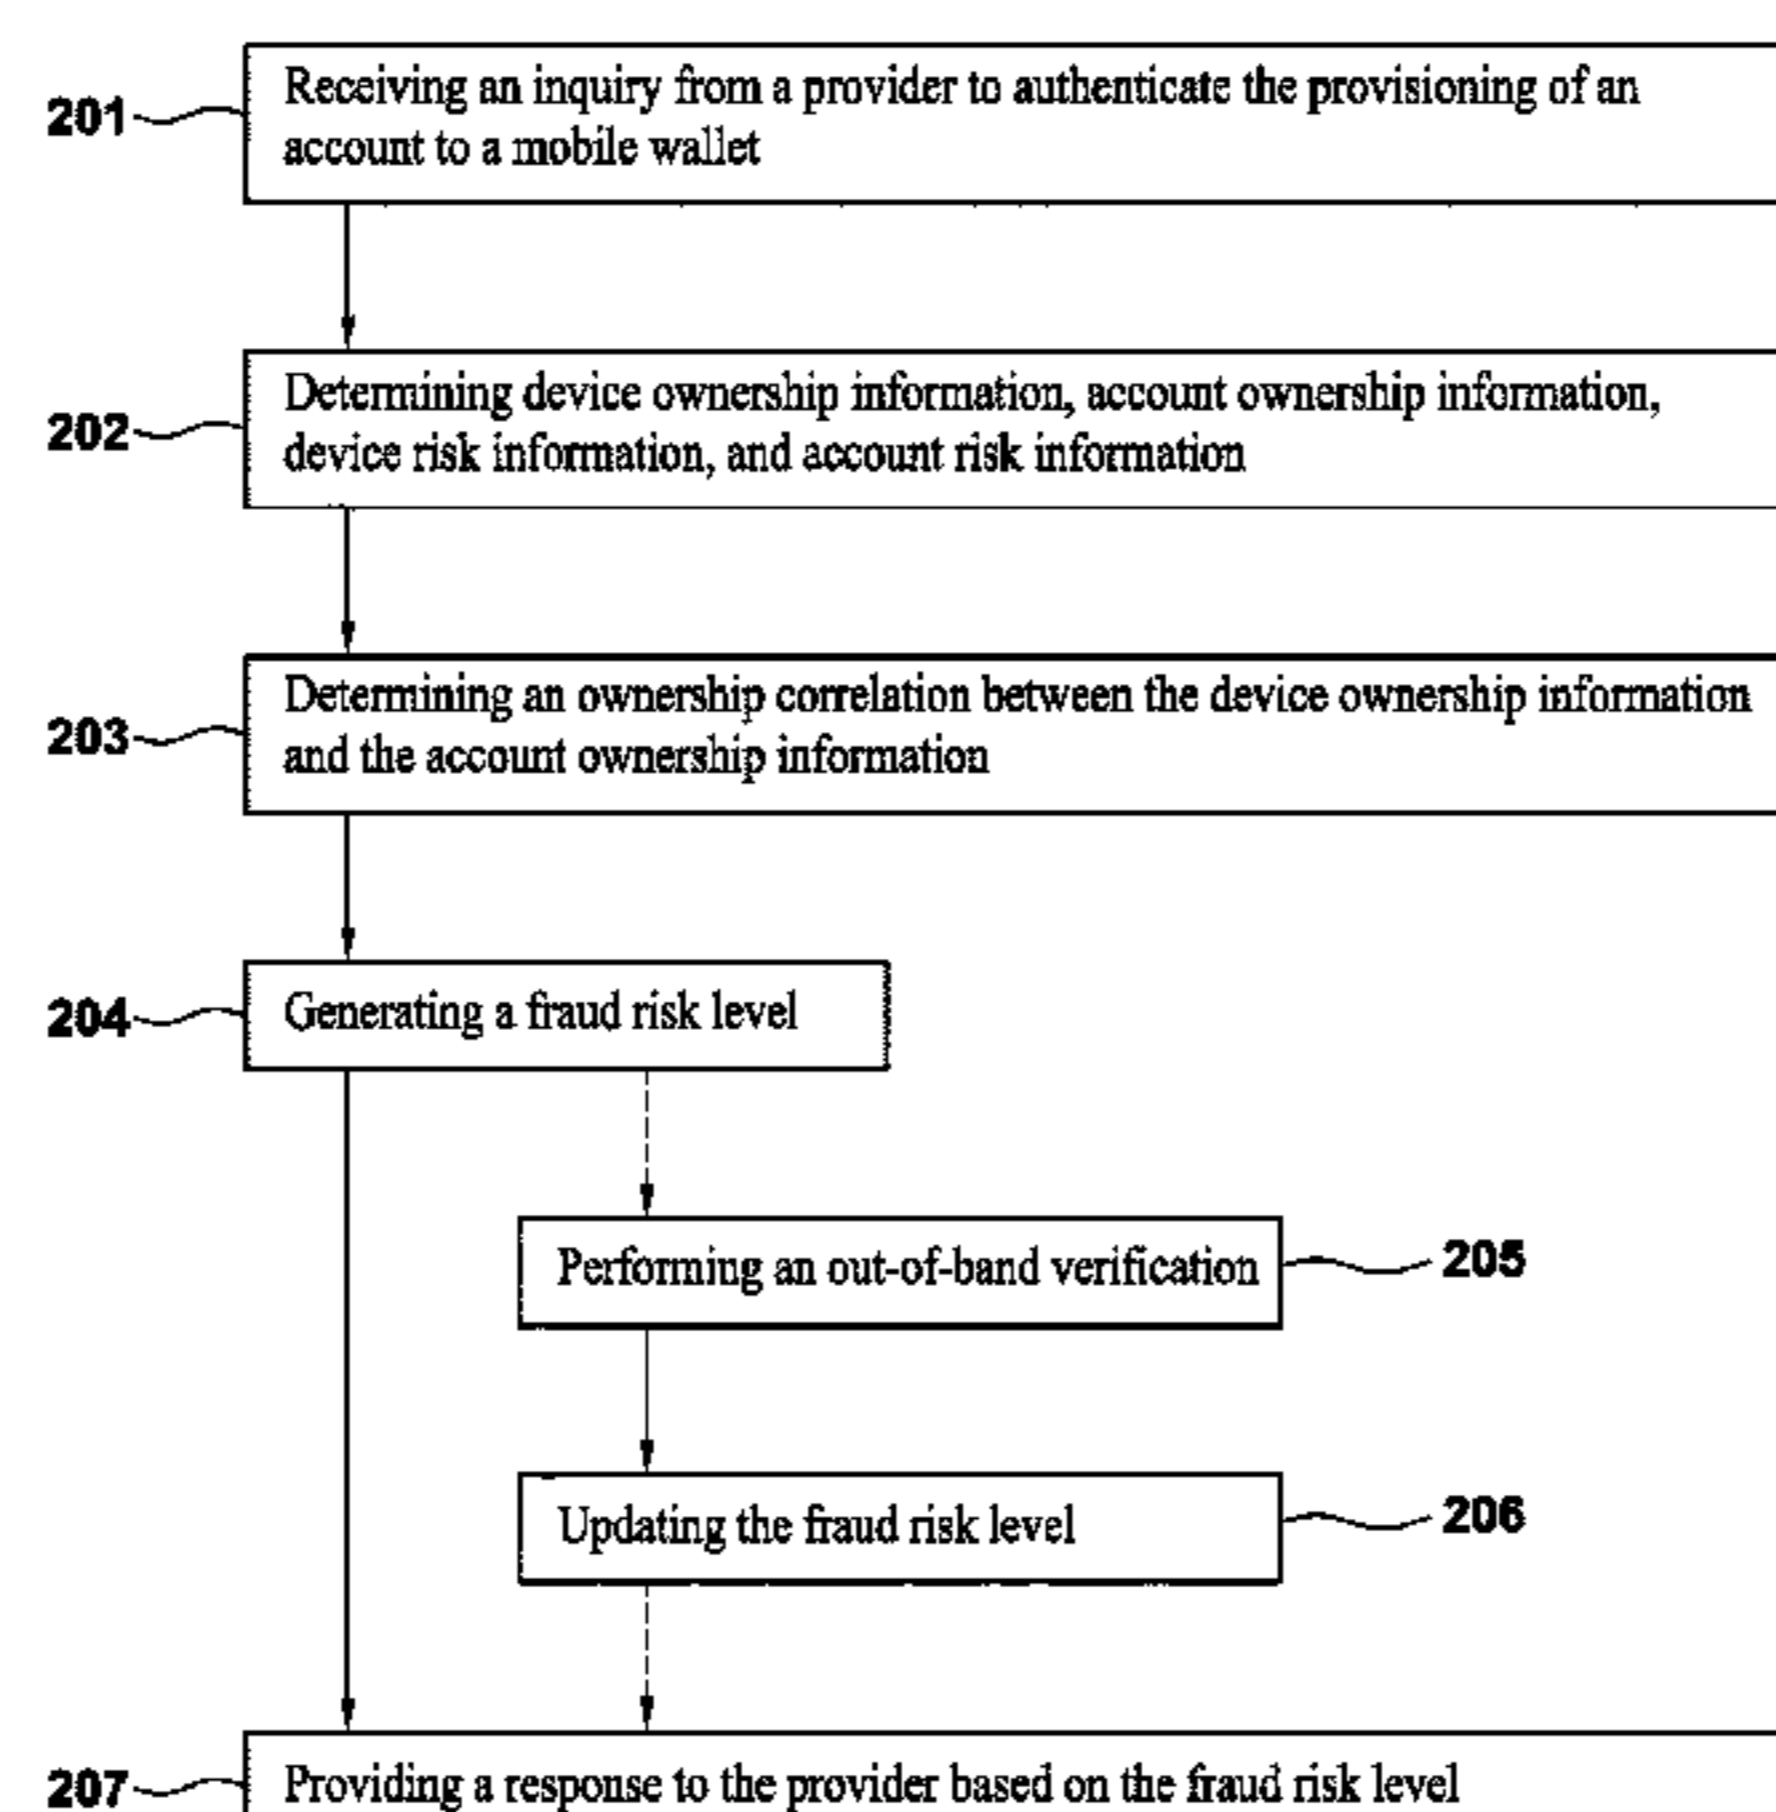 201
Receiving an inquiry from a provider to authenticate the provisioning of an
account to a mobile wallet
202
Determining device ownership information, account ownership information,
device risk information, and account risk information
203
Determining an ownership correlation between the device ownership information
and the account ownership information
204
Generating a fraud risk level
Performing an out-of-band verification
205
Updating the fraud risk level
206
207
Providing a response to the provider based on the fraud risk level